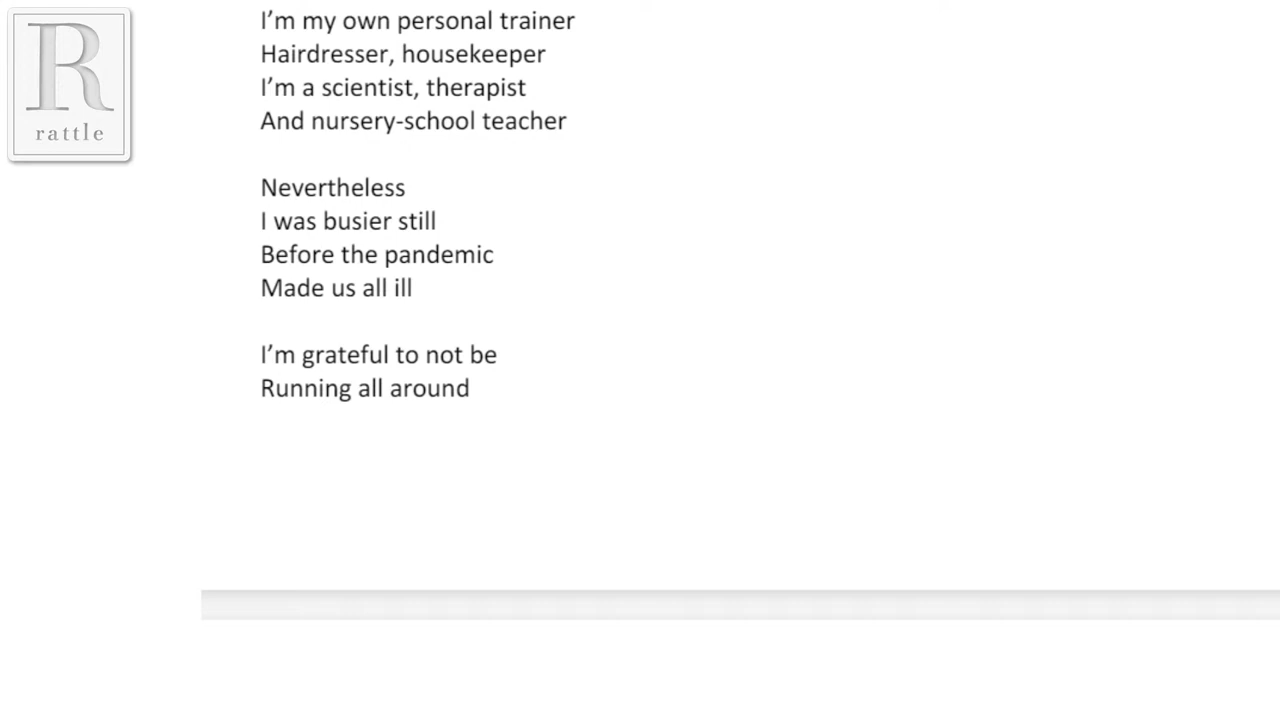 R
rattle
I’m my own personal trainer
Hairdresser, housekeeper
I’m a scientist, therapist
And nursery-school teacher
Nevertheless
I was busier still
Before the pandemic
Made us all ill
I’m grateful to not be
Running all around